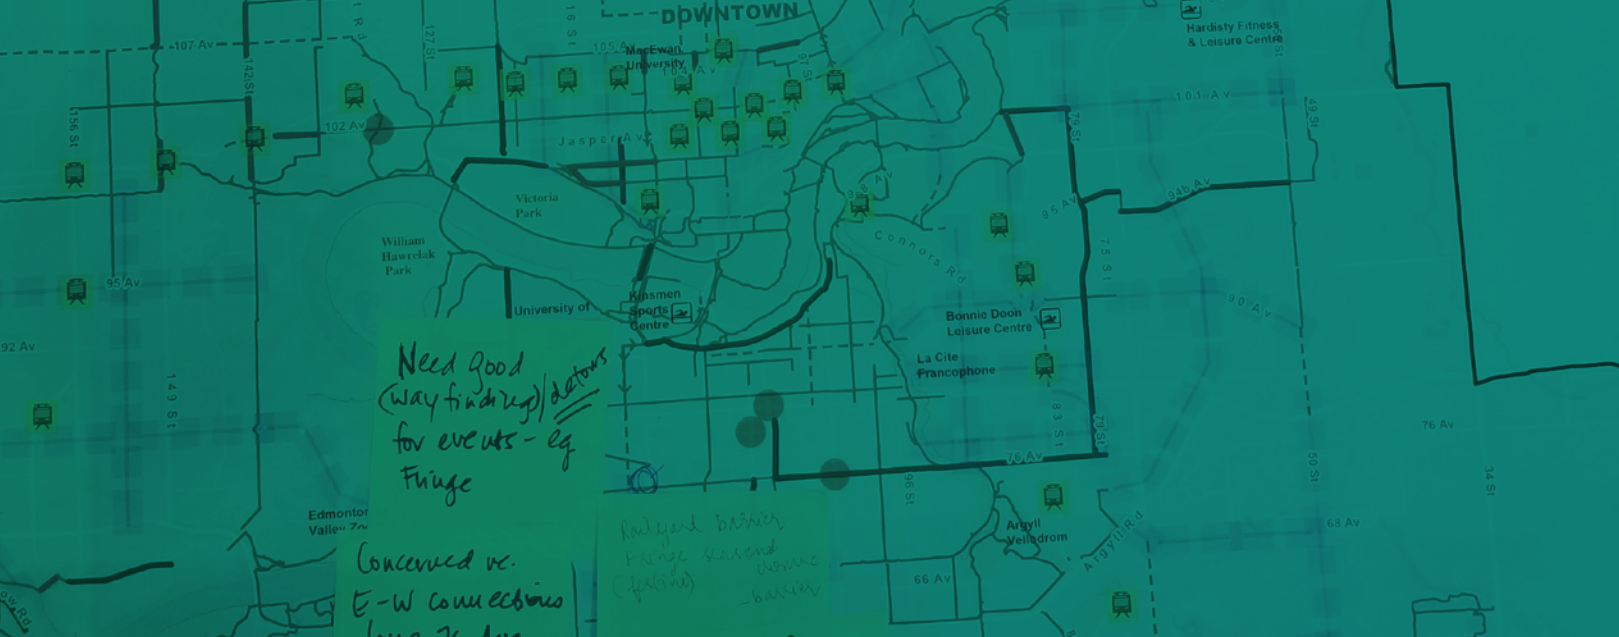 DOWNTOWN
Hardisty Fitness
& Leisure Centre
107 Av
127 St
116 St
105 Av
MacEwan
University
104 Av
97 St
142 St
101 Av
49 St
156 St
102 Av
Jasper Av
79 St
98 Av
94b Av
95 Av
Victoria
Park
Connors Rd
75 St
William
Hawrelak
Park
95 Av
90 Av
Kinsmen
Sports
Centre
University of
Bonnie Doon
Leisure Centre
92 Av
La Cite
Francophone
149 St
83 St
79 St
76 Av
76 Av
50 St
34 St
96 St
Need good
(wayfinding)/detours
for events - eg
Fringe
Edmonton
Valley Zoo
Concerned re.
E-W connections
Railyard barrier
Fringe season
(festival)
- barrier
Argyll
Velodrom
Argyll Rd
68 Av
66 Av